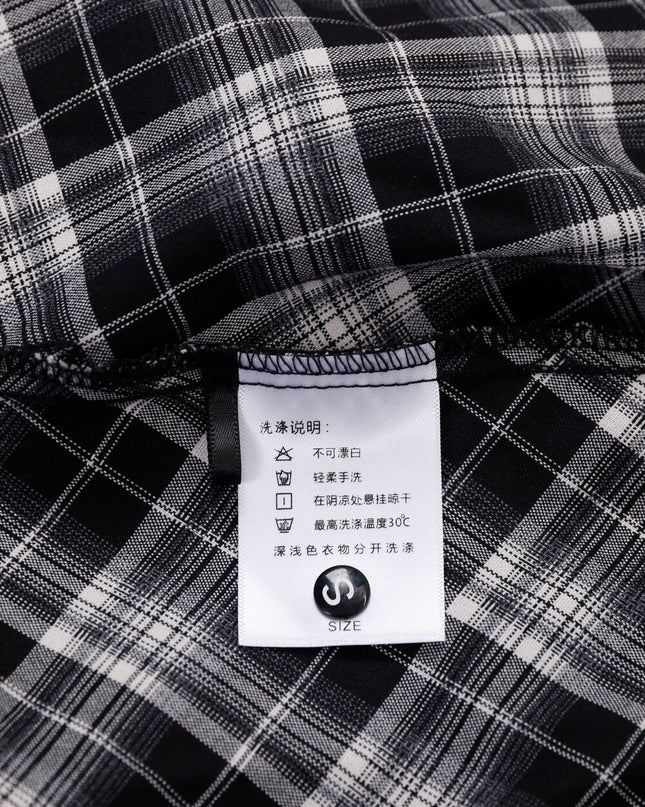 洗涤说明：
不可漂白
轻柔手洗
在阴凉处悬挂晾干
最高洗涤温度30℃
深浅色衣物分开洗涤
S
SIZE